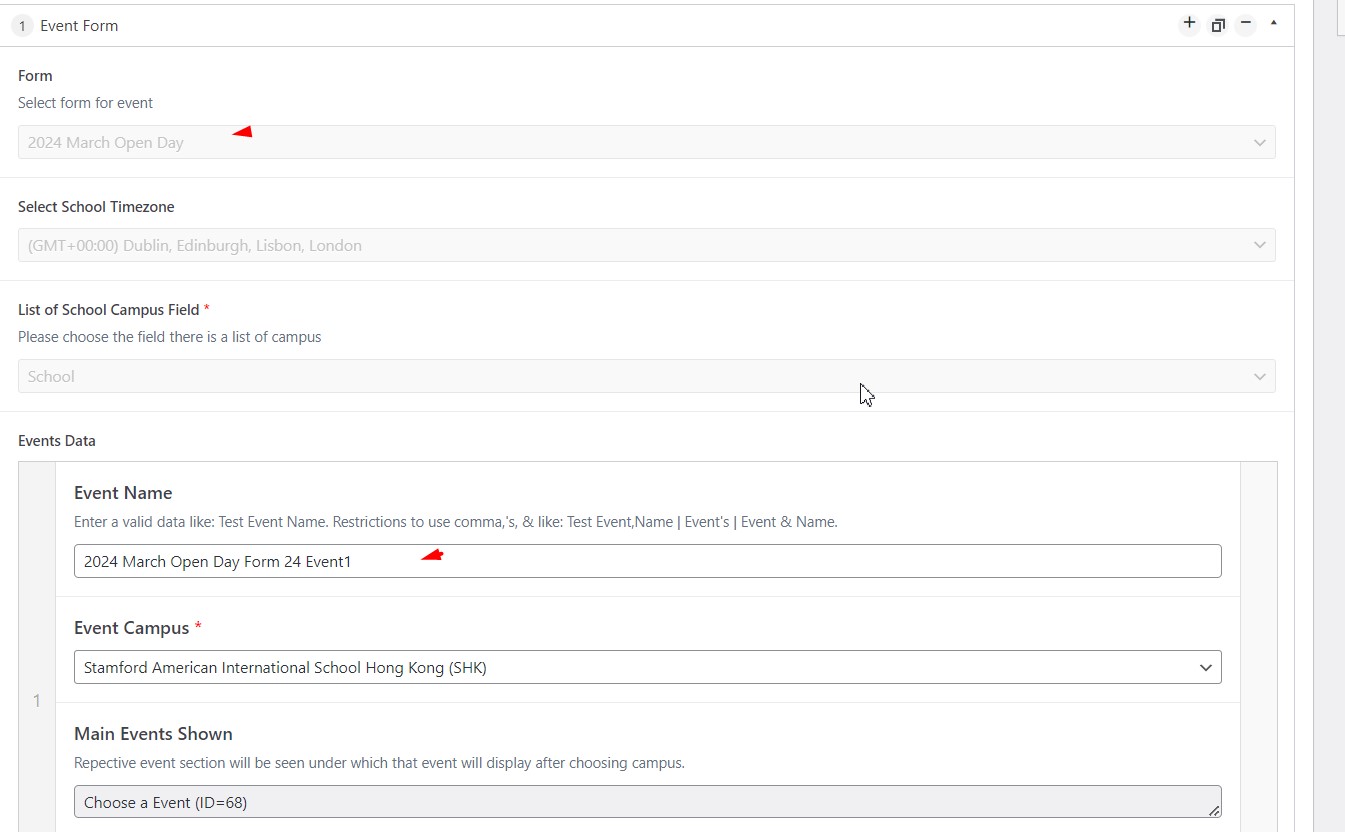 1 Event Form
Form
Select form for event
2024 March Open Day
Select School Timezone
(GMT+00:00) Dublin, Edinburgh, Lisbon, London
List of School Campus Field *
Please choose the field there is a list of campus
School
Events Data
Event Name
Enter a valid data like: Test Event Name. Restrictions to use comma,'s, & like: Test Event,Name | Event's | Event & Name.
2024 March Open Day Form 24 Event1
Event Campus *
Stamford American International School Hong Kong (SHK)
1
Main Events Shown
Repective event section will be seen under which that event will display after choosing campus.
Choose a Event (ID=68)